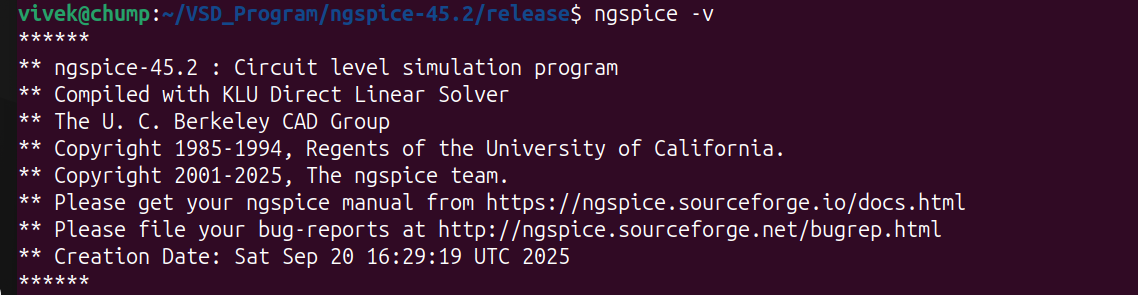 vivek@chump:~/VSD_Program/ngspice-45.2/release$ ngspice -v
******
** ngspice-45.2 : Circuit level simulation program
** Compiled with KLU Direct Linear Solver
** The U. C. Berkeley CAD Group
** Copyright 1985-1994, Regents of the University of California.
** Copyright 2001-2025, The ngspice team.
** Please get your ngspice manual from https://ngspice.sourceforge.io/docs.html
** Please file your bug-reports at http://ngspice.sourceforge.net/bugrep.html
** Creation Date: Sat Sep 20 16:29:19 UTC 2025
******